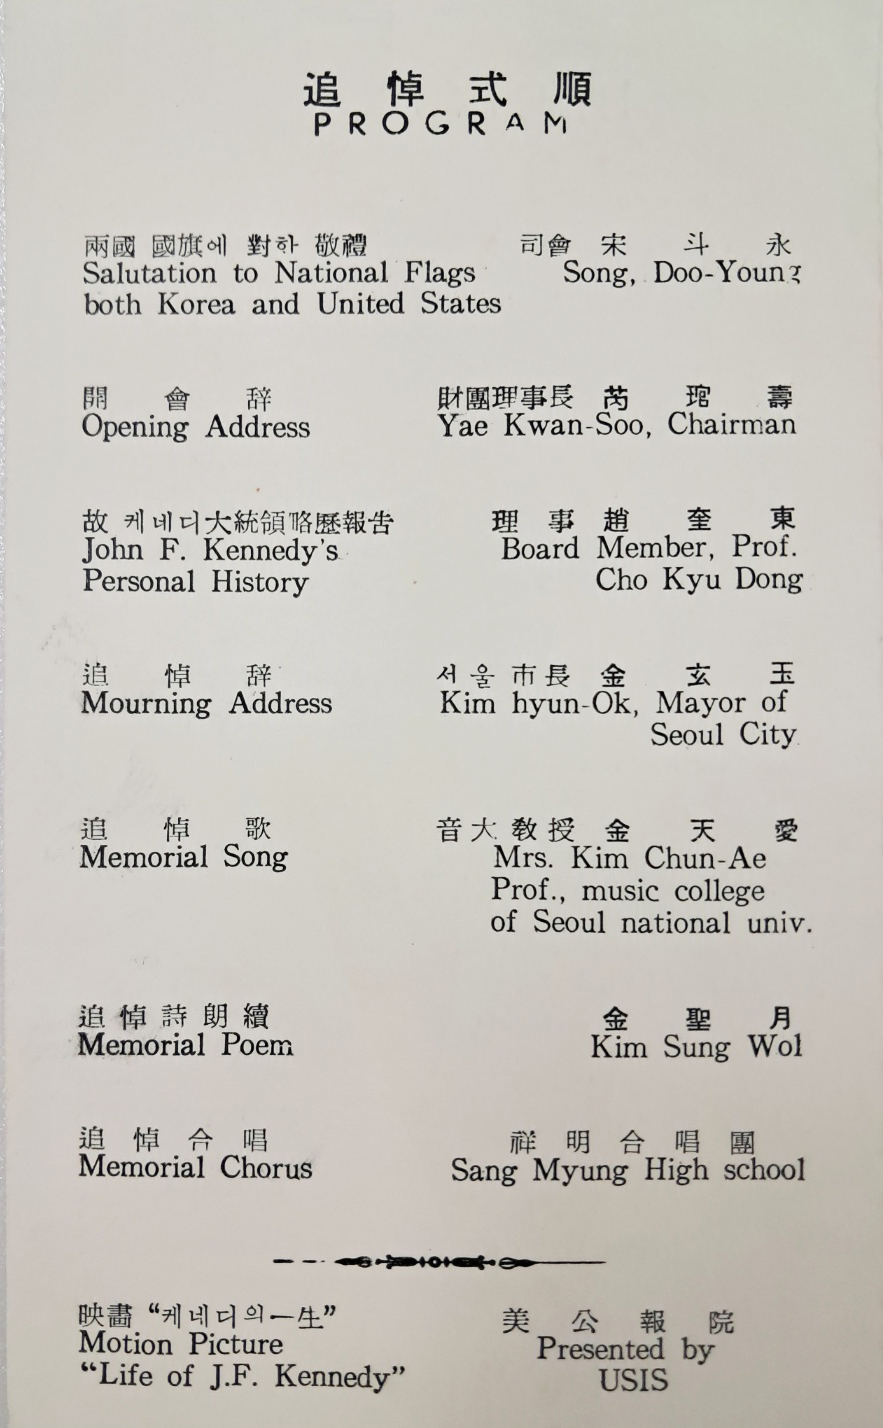 追悼式順
PROGRAM
兩國 國旗에 對한 敬禮 司會 宋斗永
Salutation to National Flags Song, Doo-Young
both Korea and United States
開會辞 財團理事長 芮琯壽
Opening Address Yae Kwan-Soo, Chairman
故 케네디大統領略歷報告 理事 趙奎東
John F. Kennedy's Board Member, Prof.
Personal History Cho Kyu Dong
追悼辞 서울市長 金玄玉
Mourning Address Kim hyun-Ok, Mayor of
Seoul City
追悼歌 音大敎授 金天愛
Memorial Song Mrs. Kim Chun-Ae
Prof., music college
of Seoul national univ.
追悼詩朗續 金聖月
Memorial Poem Kim Sung Wol
追悼合唱 祥明合唱團
Memorial Chorus Sang Myung High school
映畵 “케네디의一生” 美公報院
Motion Picture Presented by
“Life of J.F. Kennedy” USIS